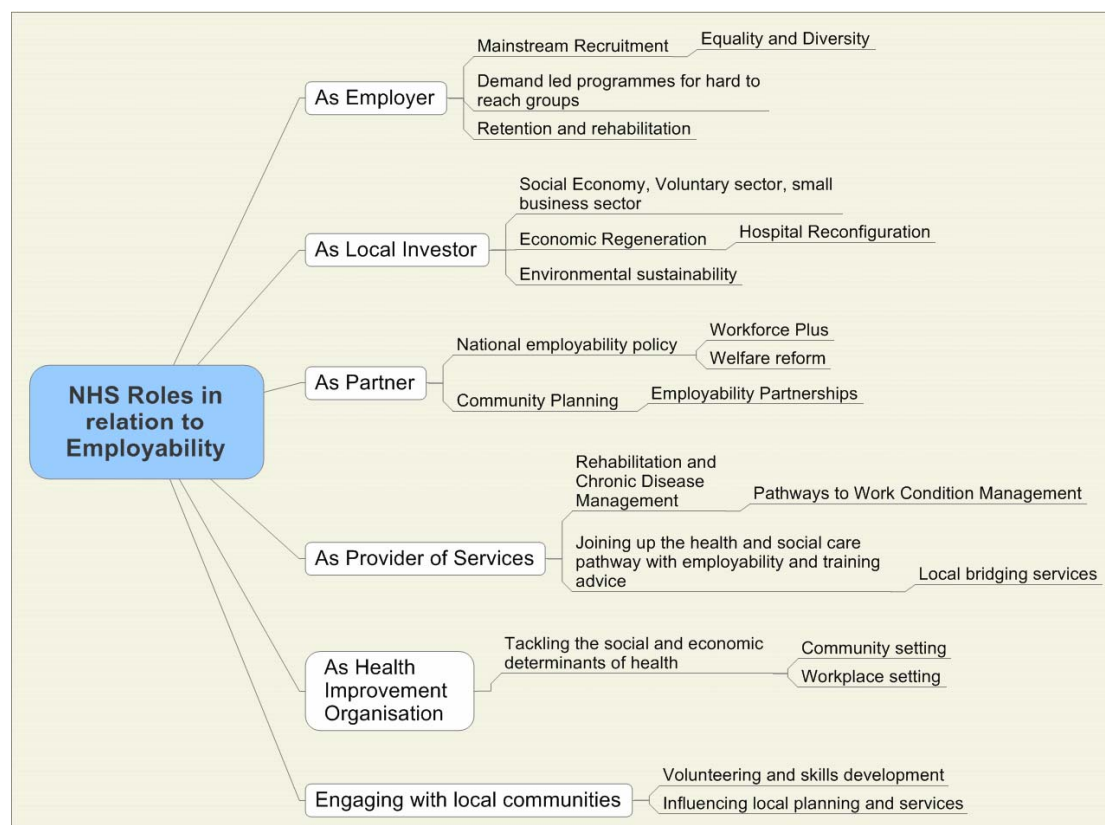 NHS Roles in
relation to
Employability
As Employer
Mainstream Recruitment
Equality and Diversity
Demand led programmes for hard to
reach groups
Retention and rehabilitation
As Local Investor
Social Economy, Voluntary sector, small
business sector
Economic Regeneration
Hospital Reconfiguration
Environmental sustainability
As Partner
National employability policy
Workforce Plus
Welfare reform
Community Planning
Employability Partnerships
As Provider of Services
Rehabilitation and
Chronic Disease
Management
Pathways to Work Condition Management
Joining up the health and social care
pathway with employability and training
advice
Local bridging services
As Health
Improvement
Organisation
Tackling the social and economic
determinants of health
Community setting
Workplace setting
Engaging with local communities
Volunteering and skills development
Influencing local planning and services